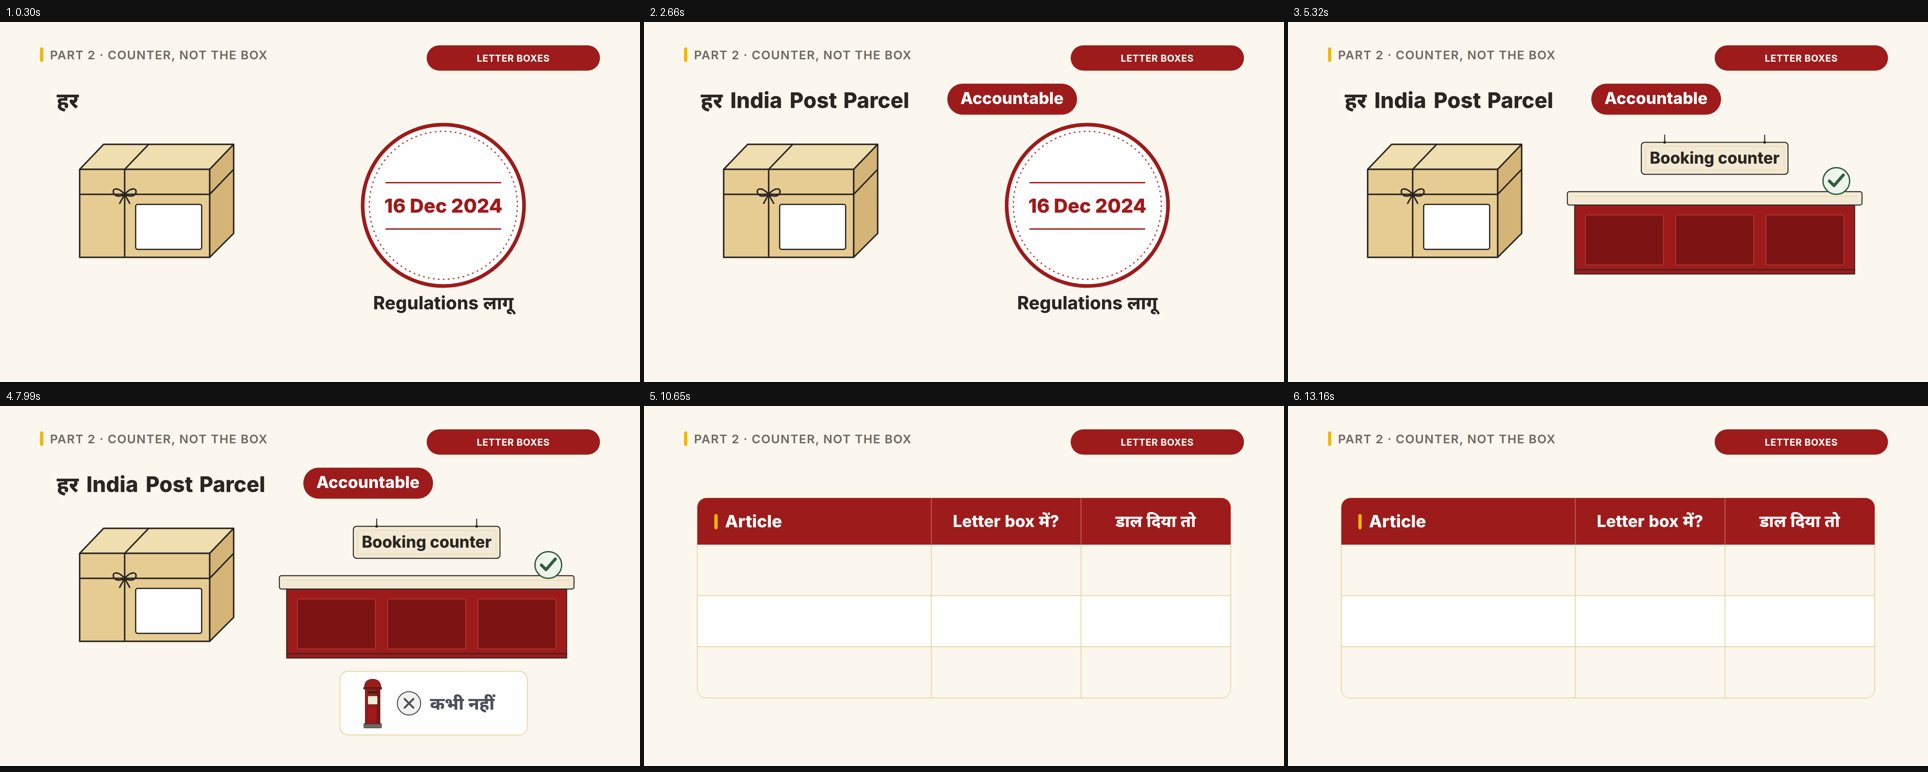 1. 0.30s
PART 2 · COUNTER, NOT THE BOX
LETTER BOXES
हर
16 Dec 2024
Regulations लागू
2. 2.66s
PART 2 · COUNTER, NOT THE BOX
LETTER BOXES
हर India Post Parcel
Accountable
16 Dec 2024
Regulations लागू
3. 5.32s
PART 2 · COUNTER, NOT THE BOX
LETTER BOXES
हर India Post Parcel
Accountable
Booking counter
4. 7.99s
PART 2 · COUNTER, NOT THE BOX
LETTER BOXES
हर India Post Parcel
Accountable
Booking counter
कभी नहीं
5. 10.65s
PART 2 · COUNTER, NOT THE BOX
LETTER BOXES
Article
Letter box में?
डाल दिया तो
6. 13.16s
PART 2 · COUNTER, NOT THE BOX
LETTER BOXES
Article
Letter box में?
डाल दिया तो